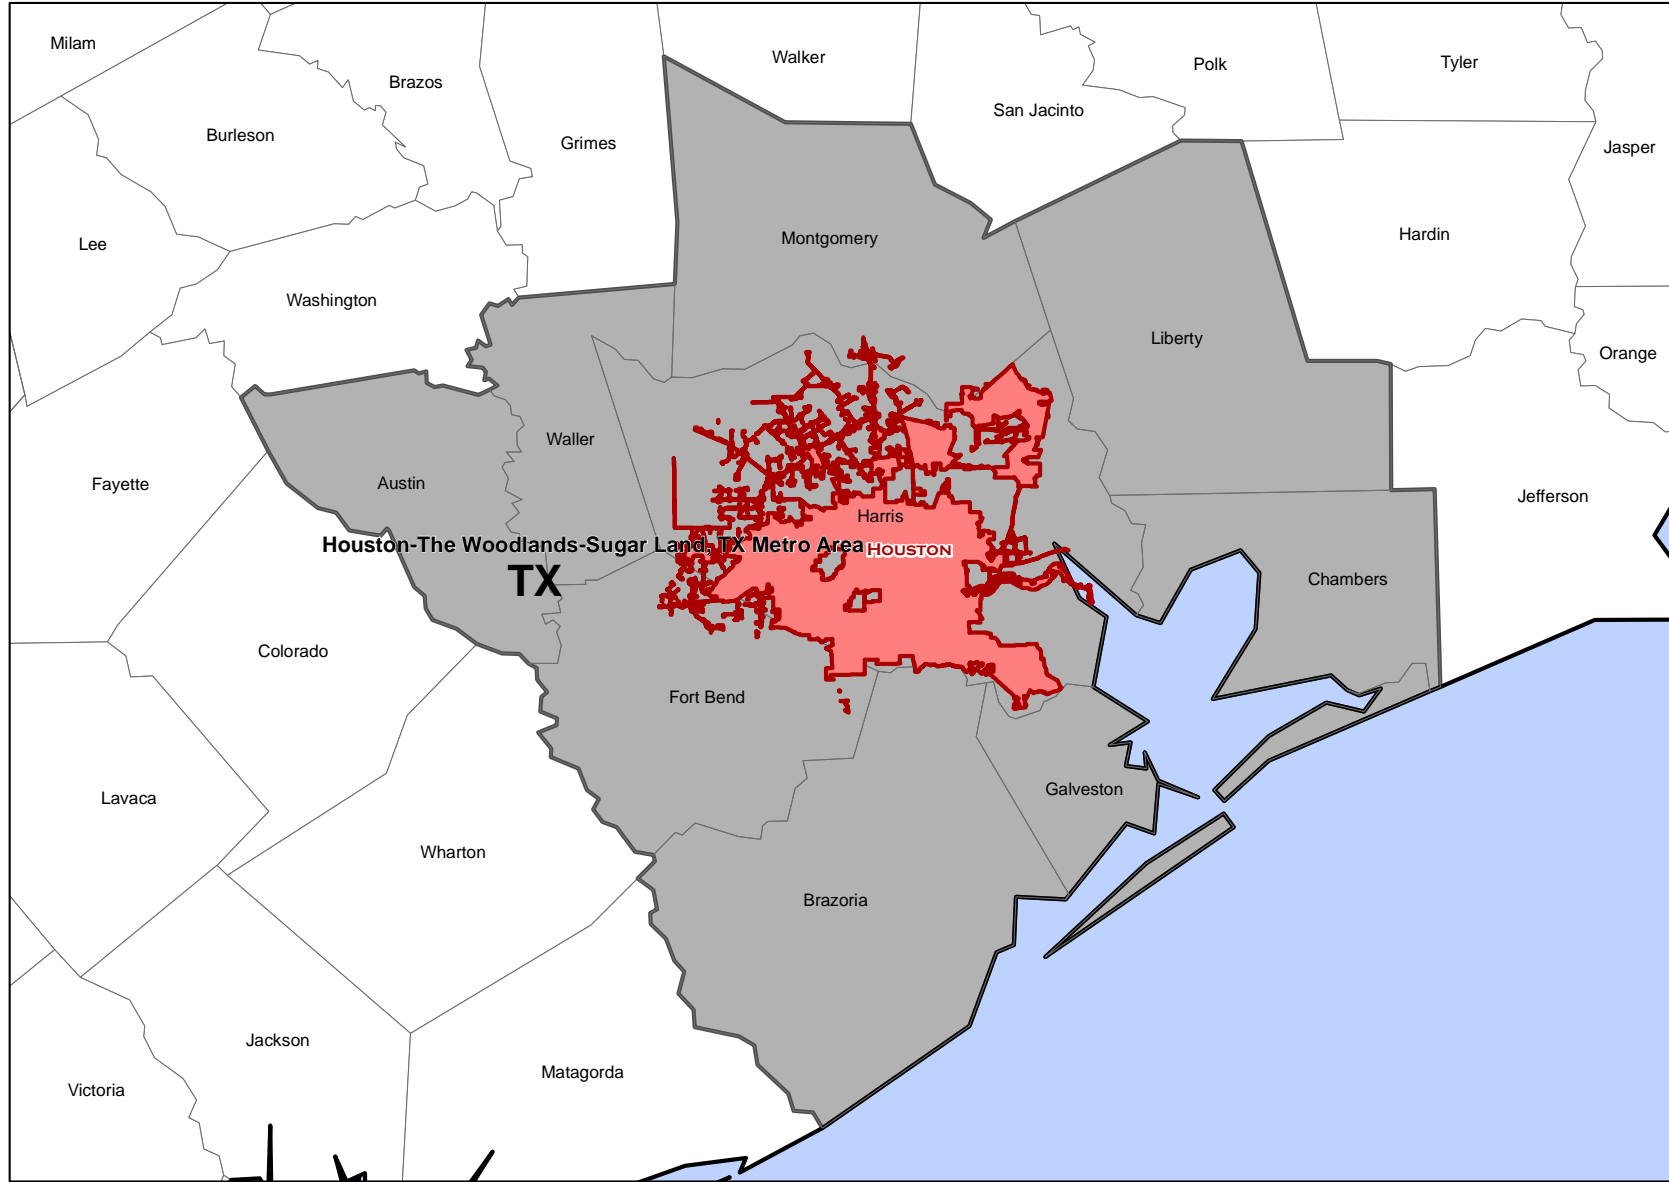 Milam
Brazos
Walker
Polk
Tyler
San Jacinto
Burleson
Grimes
Jasper
Lee
Montgomery
Hardin
Washington
Liberty
Orange
Waller
Fayette
Austin
Jefferson
Harris
Houston-The Woodlands-Sugar Land, TX Metro Area
HOUSTON
TX
Chambers
Colorado
Fort Bend
Lavaca
Galveston
Wharton
Brazoria
Jackson
Matagorda
Victoria